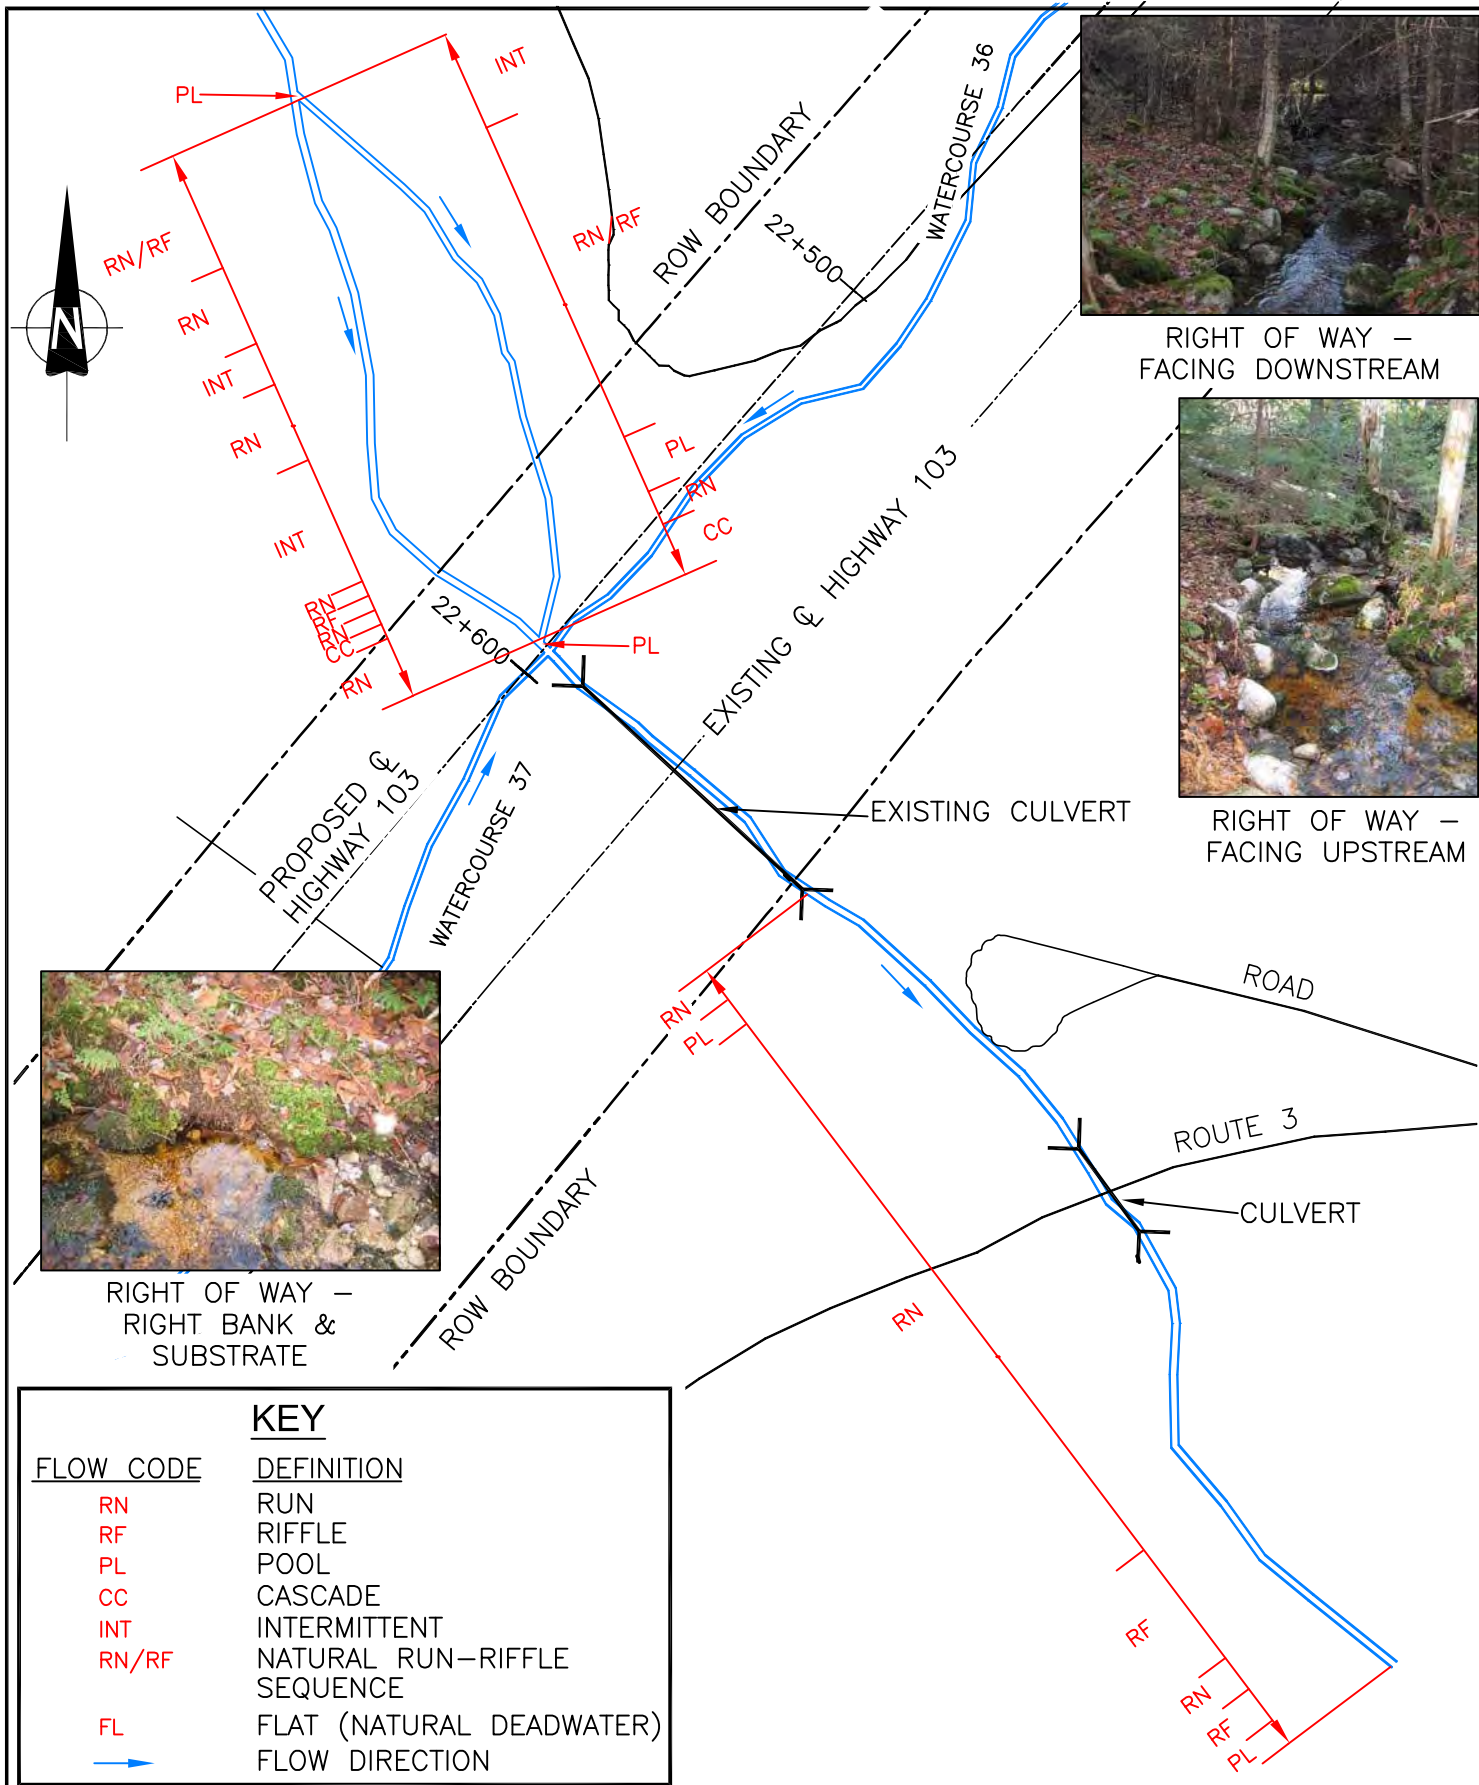 INT
PL
RN/RF
ROW BOUNDARY
WATERCOURSE 36
22+500
RN/RF
N
RN
INT
RN
INT
RN
RF
RN
CC
RN
PL
RN
CC
PL
22+600
EXISTING ℄ HIGHWAY 103
RIGHT OF WAY –
FACING DOWNSTREAM
RIGHT OF WAY –
FACING UPSTREAM
PROPOSED ℄
HIGHWAY 103
WATERCOURSE 37
EXISTING CULVERT
RN
PL
ROAD
ROUTE 3
CULVERT
ROW BOUNDARY
RIGHT OF WAY –
RIGHT BANK &
SUBSTRATE
RN
RF
RN
RF
PL
KEY
FLOW CODE DEFINITION
RN RUN
RF RIFFLE
PL POOL
CC CASCADE
INT INTERMITTENT
RN/RF NATURAL RUN–RIFFLE
SEQUENCE
FL FLAT (NATURAL DEADWATER)
FLOW DIRECTION